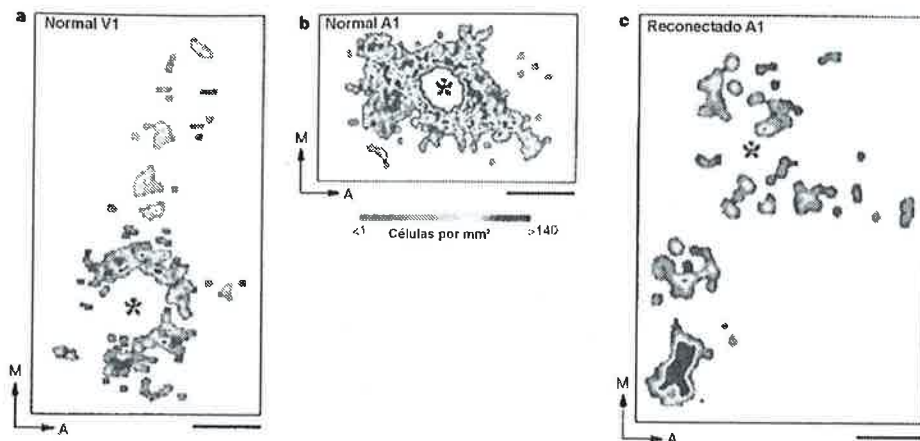 a Normal V1
M
A
b Normal A1
M
A
<1 Células por mm² >140
c Reconectado A1
M
A